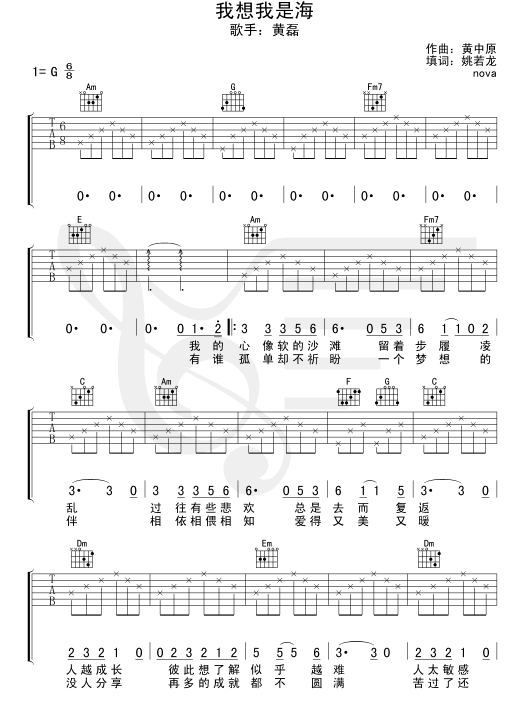 我想我是海
歌手：黄磊
作曲：黄中原
填词：姚若龙
nova
1=G 6/8
Am G Fm7
T A B 6 8
0· 0· 0· 0· 0· 0· 0· 0·
E Am Fm7
T A B
0· 0· 0· 0 1· 2 3 3 3 5 5 6· 0 5 3 6 1 1 0 2
我的心像软的沙滩 留着步履凌
有谁孤单却不祈盼 一个梦想的
C Am F G C
T A B
3· 3 0 3 3 3 5 6 6· 0 5 3 6 1 1 5 3· 3 0
乱 过往有些悲欢 总是去而复返
伴 相依相偎相知 爱得又美又暖
Dm Em Dm
T A B
2 3 2 1 0 2 2 3 2 1 5 5 5 5 3· 3 0 2 3 2 1 0
人越成长 彼此想了解似乎越难 人太敏感
没人分享 再多的成就都不圆满 苦过了还